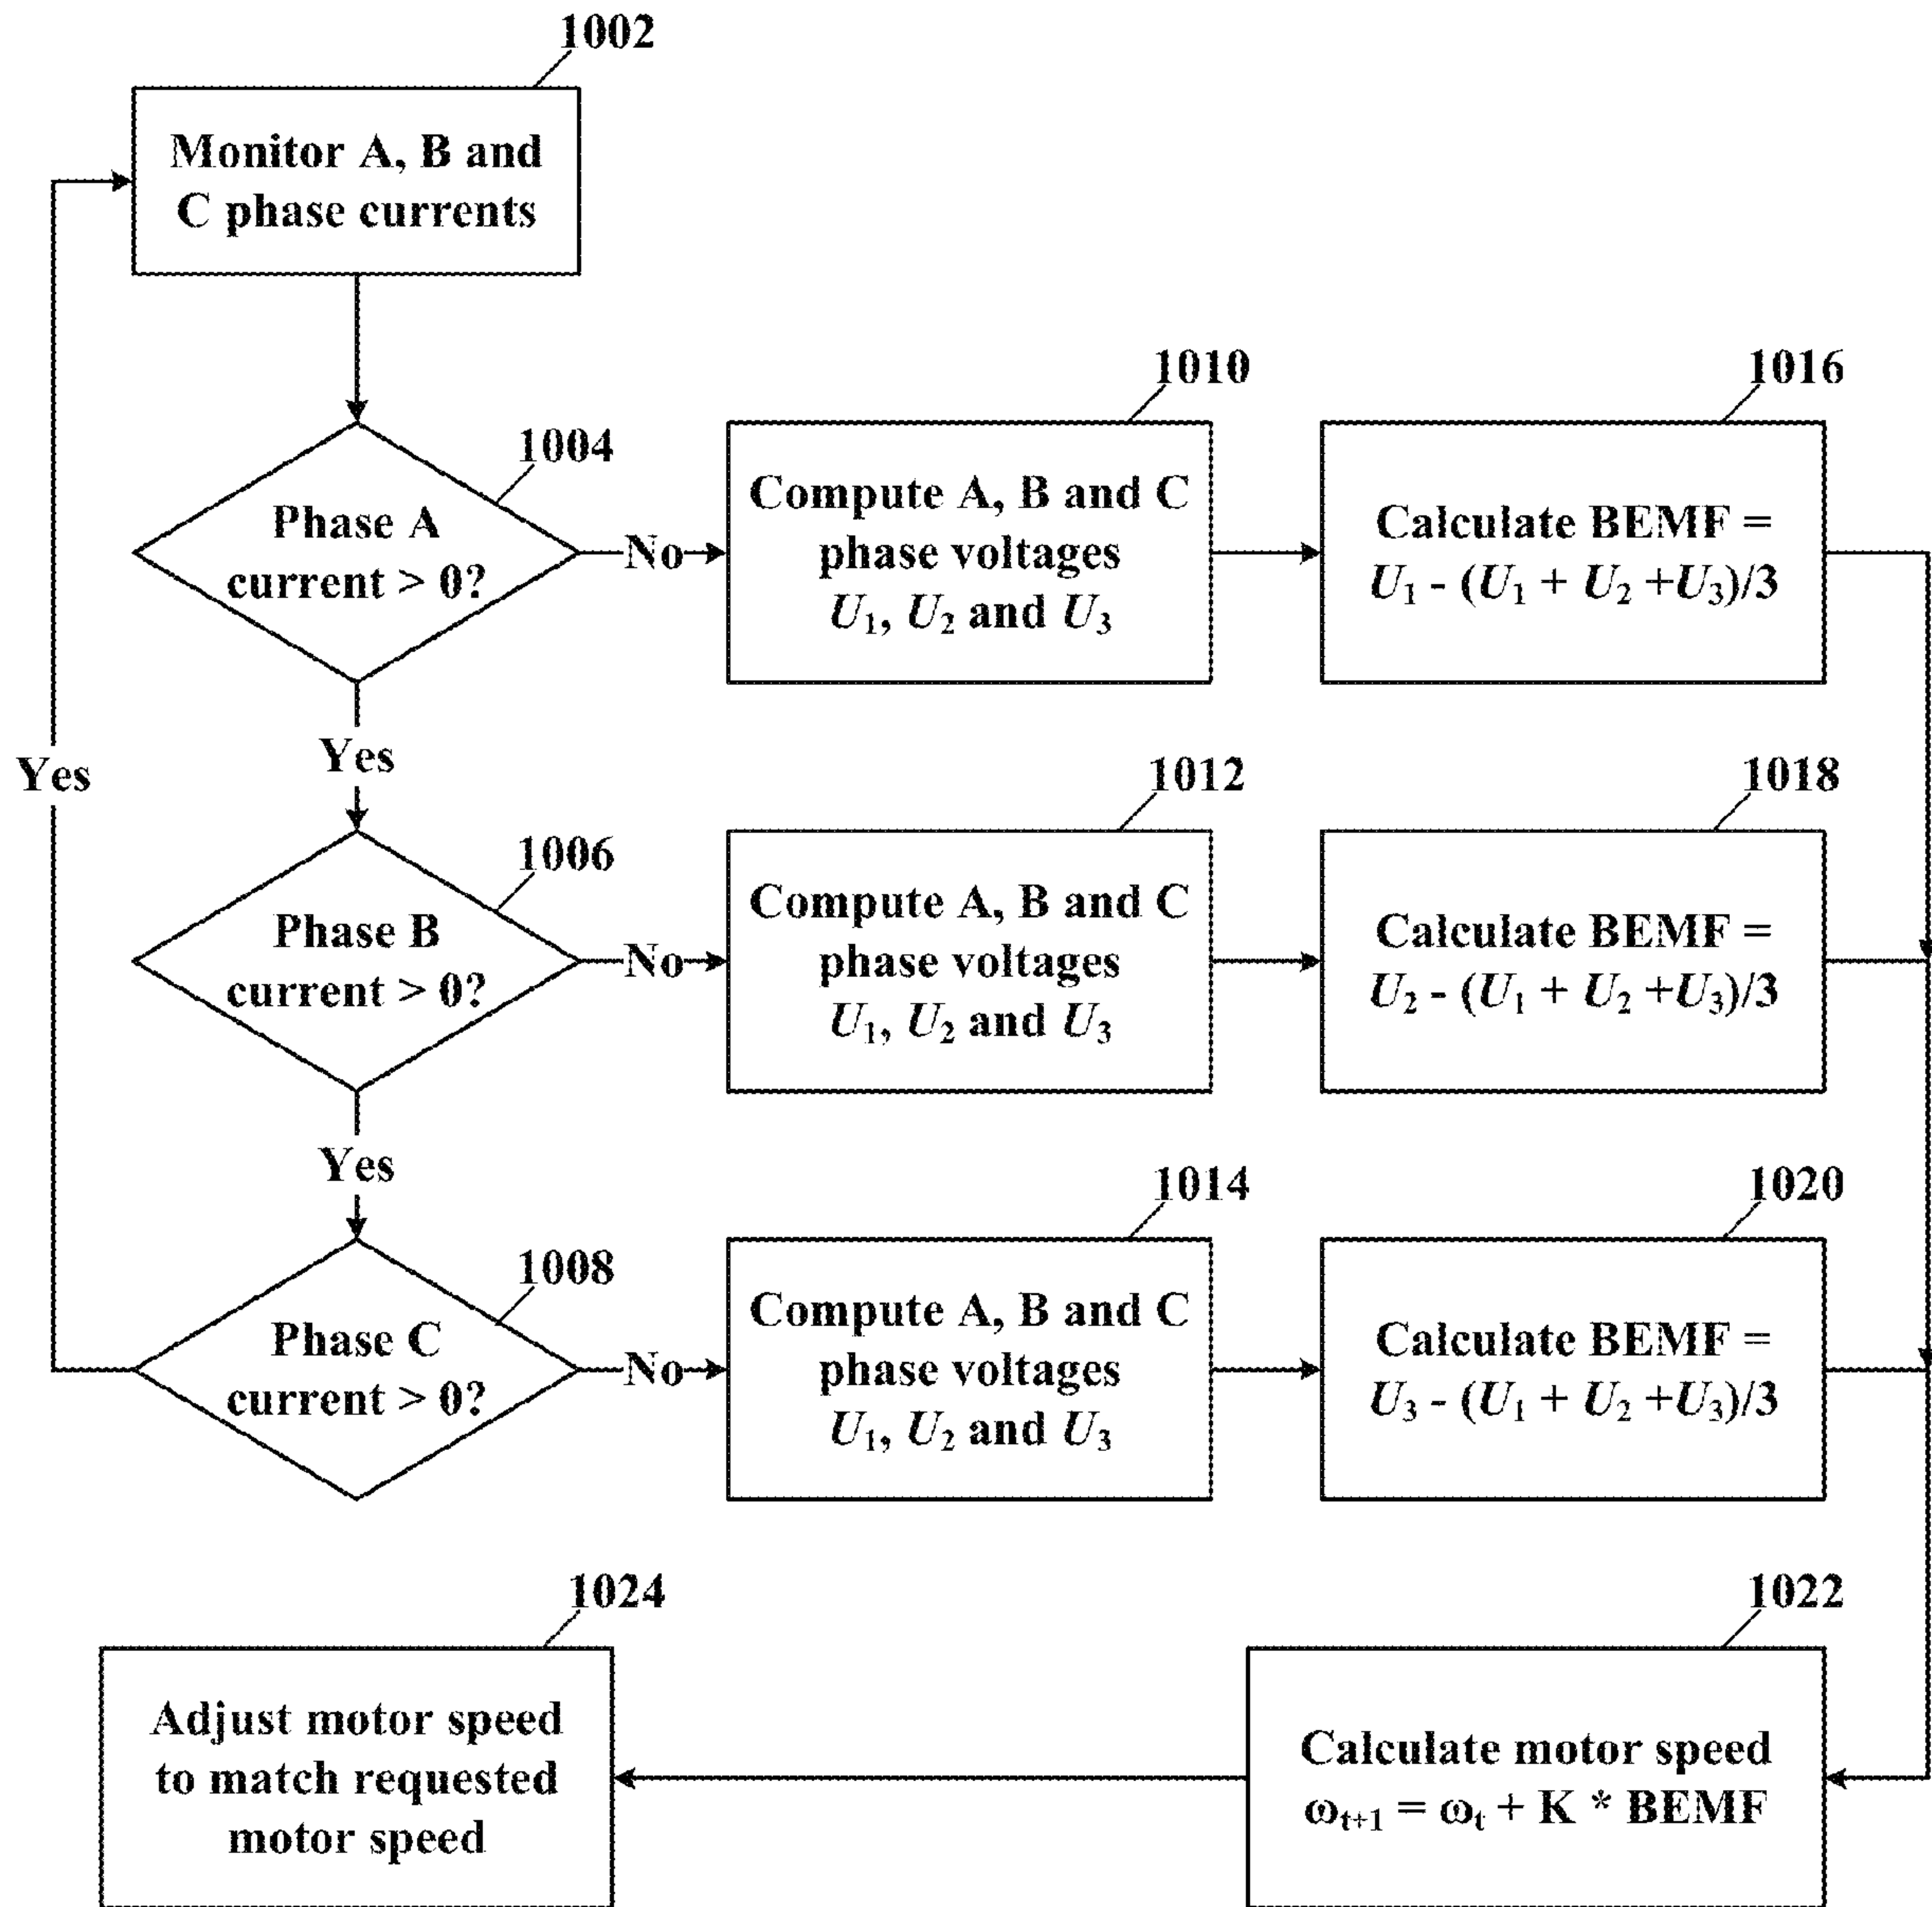 1002
Monitor A, B and
C phase currents
1004
Phase A
current > 0?
No
1010
Compute A, B and C
phase voltages
U₁, U₂ and U₃
1016
Calculate BEMF =
U₁ - (U₁ + U₂ +U₃)/3
Yes
Yes
1006
Phase B
current > 0?
No
1012
Compute A, B and C
phase voltages
U₁, U₂ and U₃
1018
Calculate BEMF =
U₂ - (U₁ + U₂ +U₃)/3
Yes
1008
Phase C
current > 0?
No
1014
Compute A, B and C
phase voltages
U₁, U₂ and U₃
1020
Calculate BEMF =
U₃ - (U₁ + U₂ +U₃)/3
1024
Adjust motor speed
to match requested
motor speed
1022
Calculate motor speed
ωₜ₊₁ = ωₜ + K * BEMF